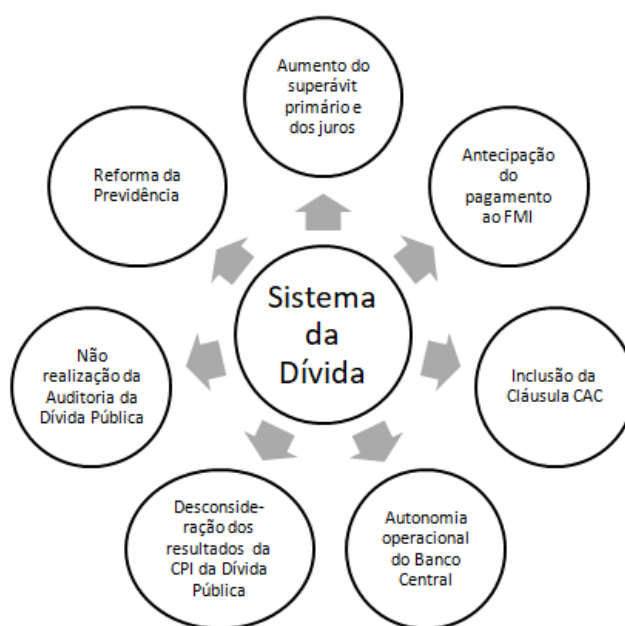 Aumento do
superávit
primário e
dos juros
Antecipação
do
pagamento
ao FMI
Inclusão da
Cláusula CAC
Autonomia
operacional
do Banco
Central
Desconside-
ração dos
resultados da
CPI da Dívida
Pública
Não
realização da
Auditoria da
Dívida Pública
Reforma da
Previdência
Sistema
da
Dívida